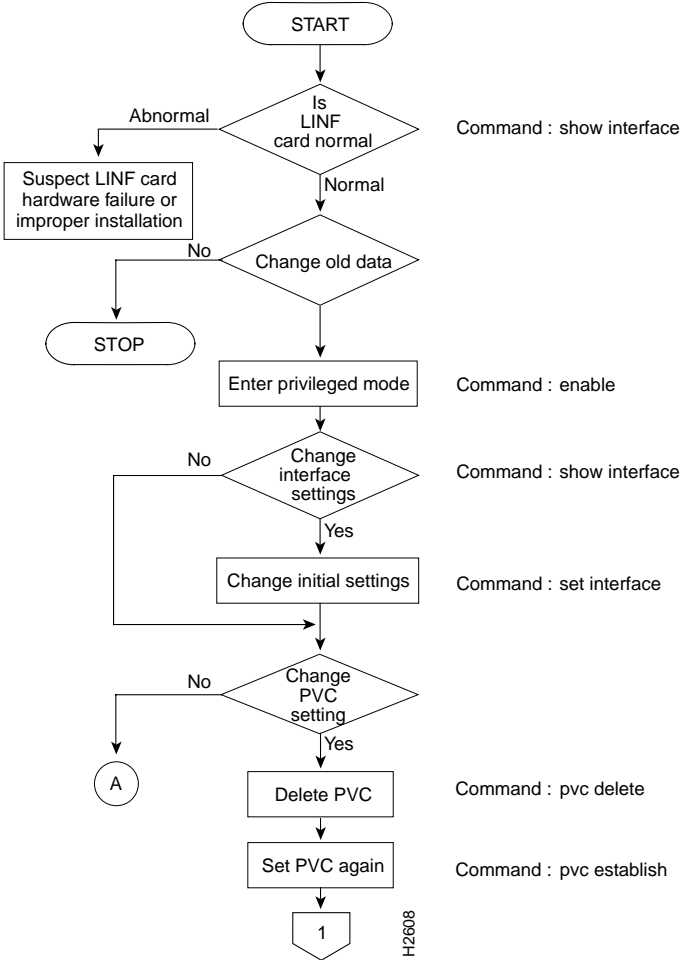 START
Is
LINF
card normal
Command : show interface
Abnormal
Suspect LINF card
hardware failure or
improper installation
Normal
No
Change old data
STOP
Enter privileged mode
Command : enable
No
Change
interface
settings
Command : show interface
Yes
Change initial settings
Command : set interface
No
Change
PVC
setting
Yes
A
Delete PVC
Command : pvc delete
Set PVC again
Command : pvc establish
1
H2608